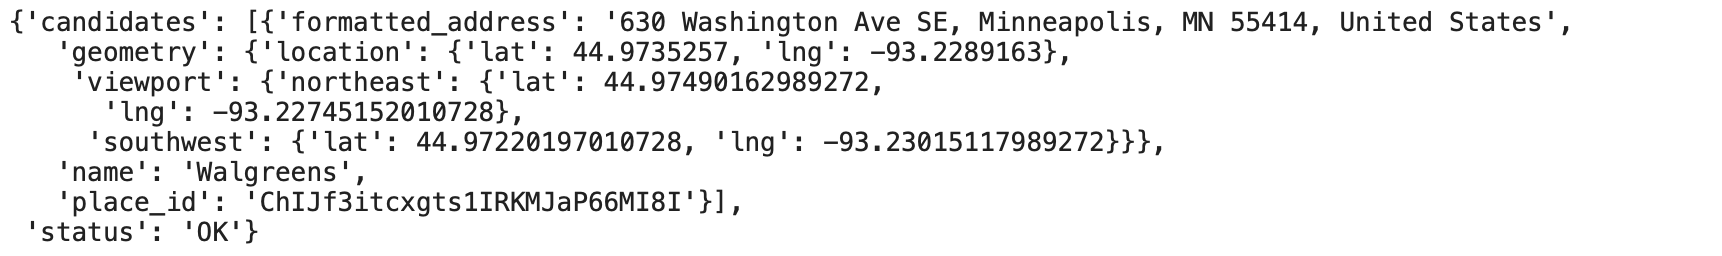 {'candidates': [{'formatted_address': '630 Washington Ave SE, Minneapolis, MN 55414, United States',
'geometry': {'location': {'lat': 44.9735257, 'lng': -93.2289163},
'viewport': {'northeast': {'lat': 44.97490162989272,
'lng': -93.22745152010728},
'southwest': {'lat': 44.97220197010728, 'lng': -93.23015117989272}}},
'name': 'Walgreens',
'place_id': 'ChIJf3itcxgts1IRKMJaP66MI8I'}],
'status': 'OK'}